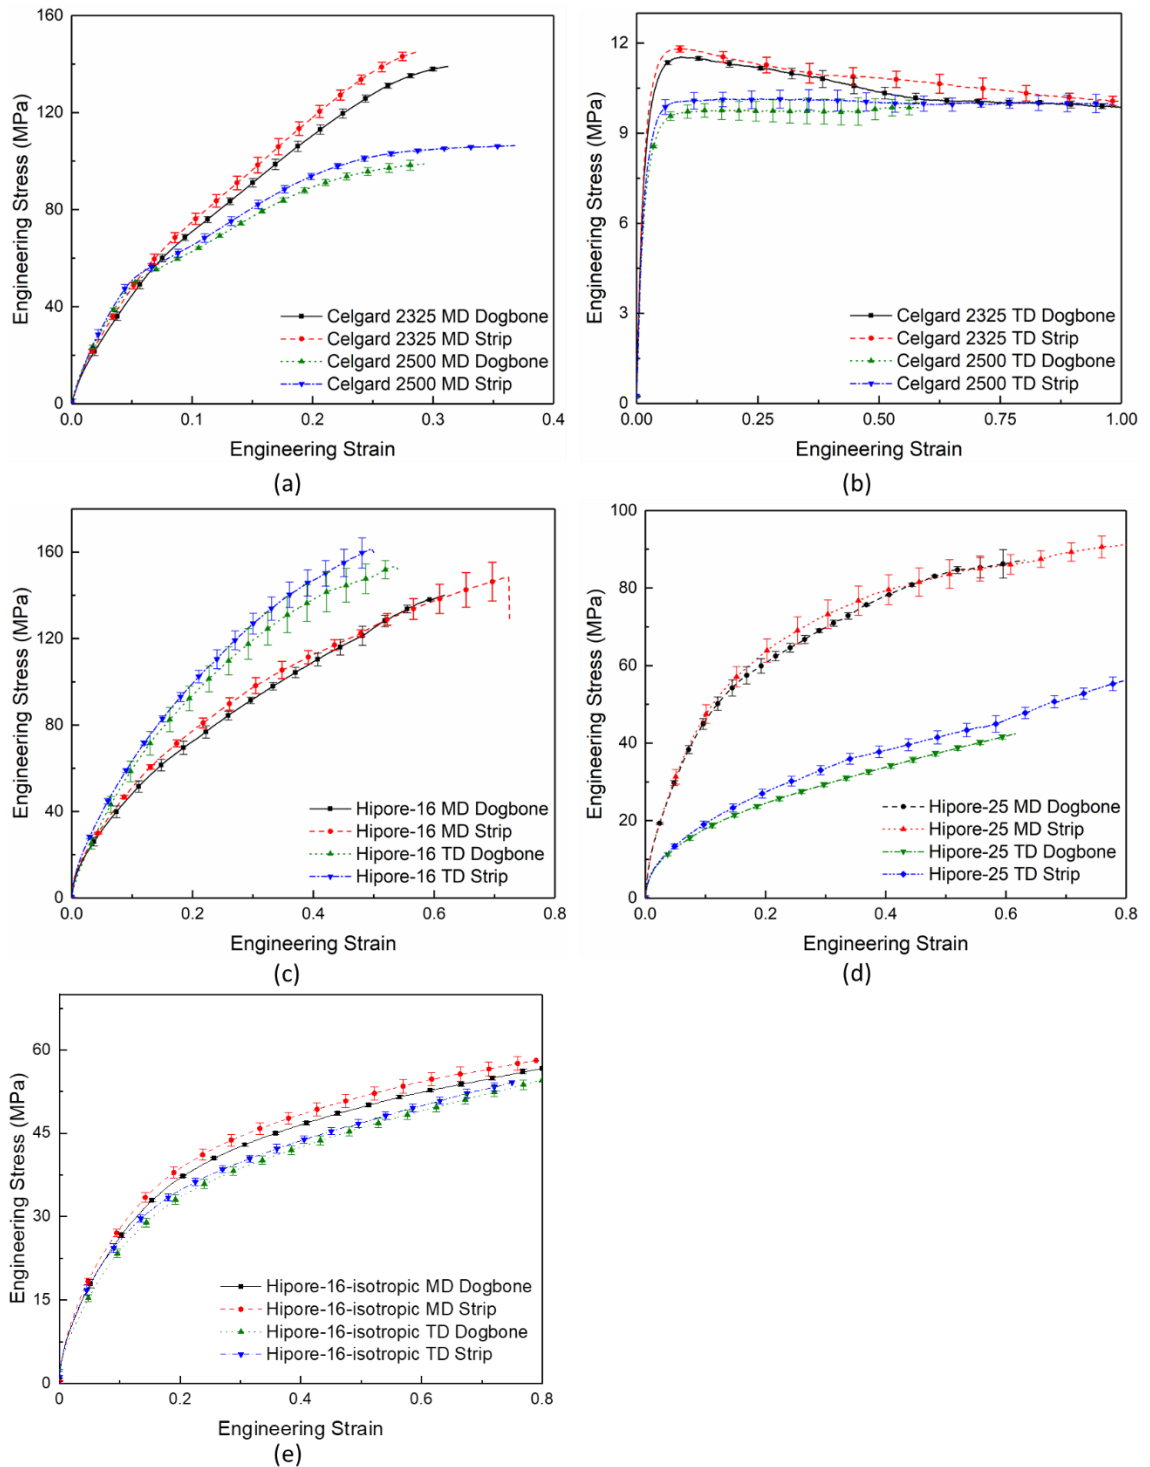 160
120
80
40
0
0.0 0.1 0.2 0.3 0.4
Engineering Stress (MPa)
Engineering Strain
Celgard 2325 MD Dogbone
Celgard 2325 MD Strip
Celgard 2500 MD Dogbone
Celgard 2500 MD Strip
(a)
12
9
6
3
0
0.00 0.25 0.50 0.75 1.00
Engineering Stress (MPa)
Engineering Strain
Celgard 2325 TD Dogbone
Celgard 2325 TD Strip
Celgard 2500 TD Dogbone
Celgard 2500 TD Strip
(b)
160
120
80
40
0
0.0 0.2 0.4 0.6 0.8
Engineering Stress (MPa)
Engineering Strain
Hipore-16 MD Dogbone
Hipore-16 MD Strip
Hipore-16 TD Dogbone
Hipore-16 TD Strip
(c)
100
80
60
40
20
0
0.0 0.2 0.4 0.6 0.8
Engineering Stress (MPa)
Engineering Strain
Hipore-25 MD Dogbone
Hipore-25 MD Strip
Hipore-25 TD Dogbone
Hipore-25 TD Strip
(d)
60
45
30
15
0
0 0.2 0.4 0.6 0.8
Engineering Stress (MPa)
Engineering Strain
Hipore-16-isotropic MD Dogbone
Hipore-16-isotropic MD Strip
Hipore-16-isotropic TD Dogbone
Hipore-16-isotropic TD Strip
(e)